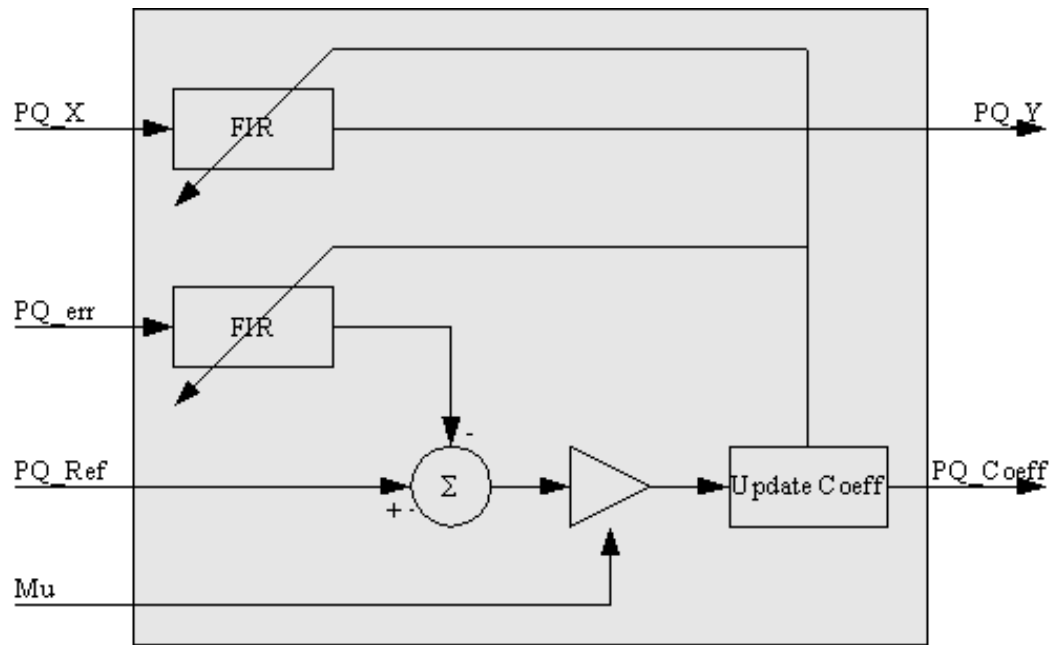 PQ_X
FIR
PQ_Y
PQ_err
FIR
-
PQ_Ref
Σ
+ -
Update Coeff
PQ_Coeff
Mu